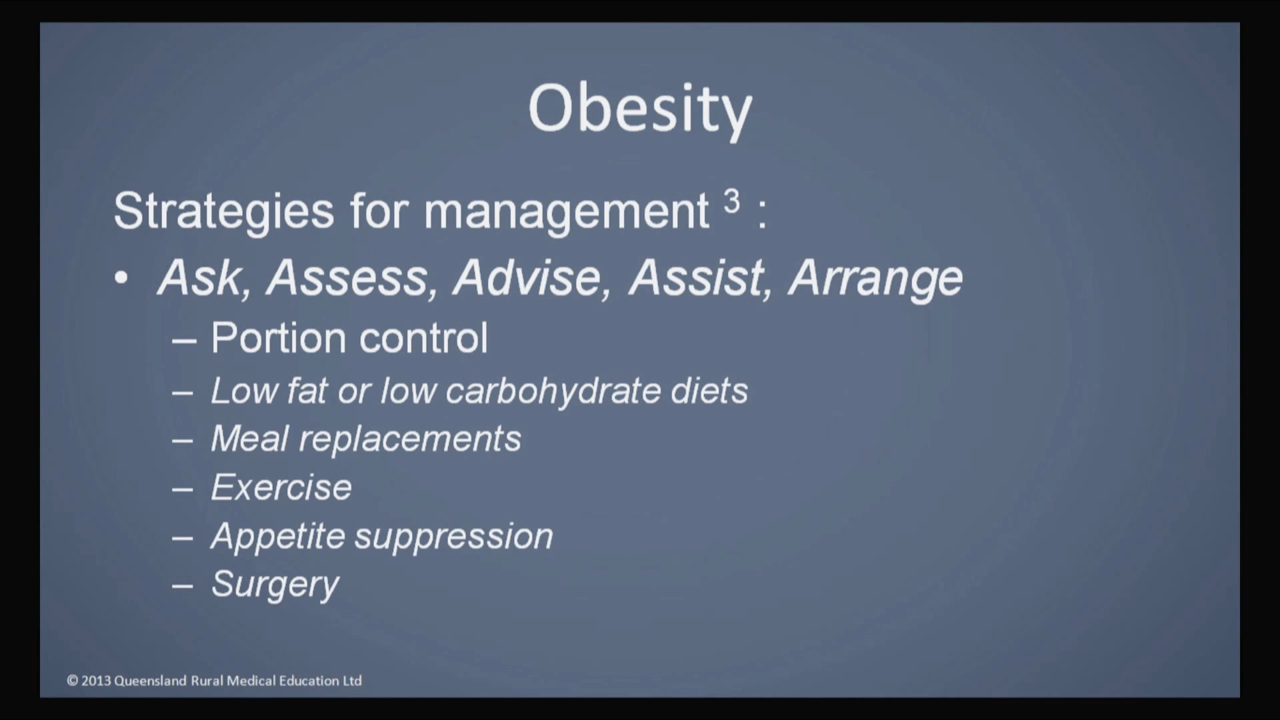 Obesity
Strategies for management ³ :
• Ask, Assess, Advise, Assist, Arrange
– Portion control
– Low fat or low carbohydrate diets
– Meal replacements
– Exercise
– Appetite suppression
– Surgery
© 2013 Queensland Rural Medical Education Ltd